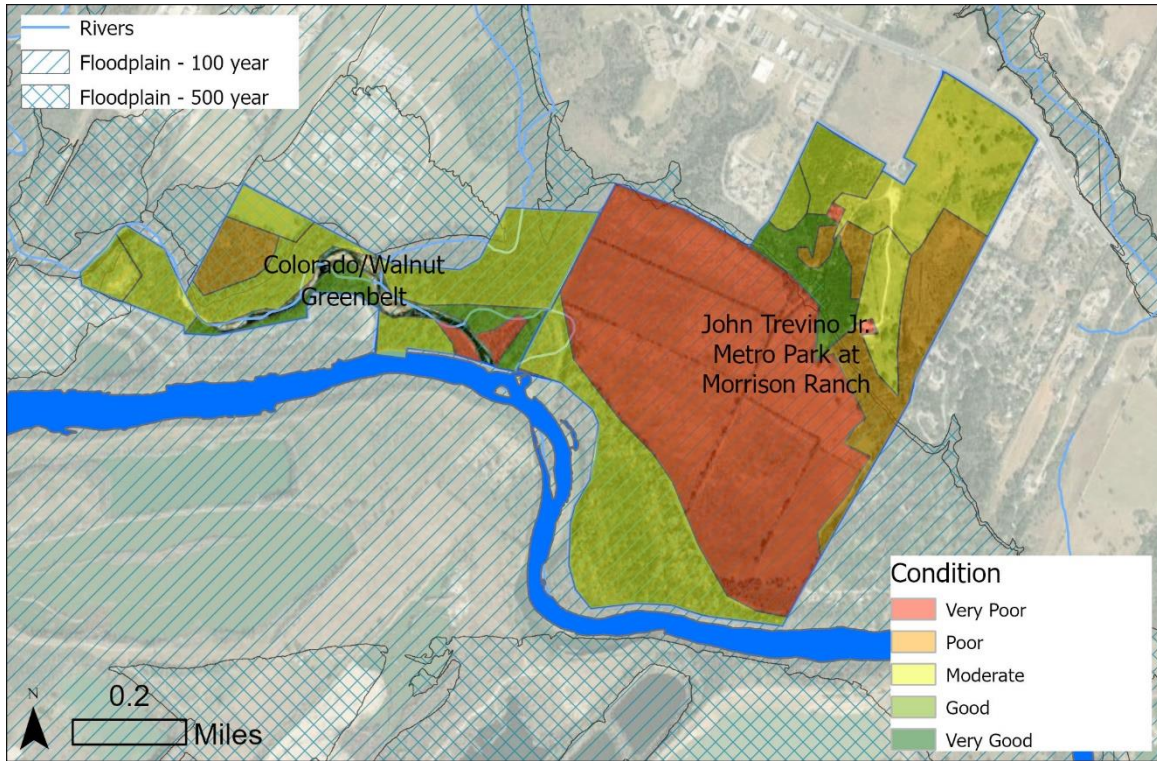 Rivers
Floodplain - 100 year
Floodplain - 500 year
Colorado/Walnut
Greenbelt
John Trevino Jr.
Metro Park at
Morrison Ranch
Condition
Very Poor
Poor
Moderate
Good
Very Good
N
0.2
Miles